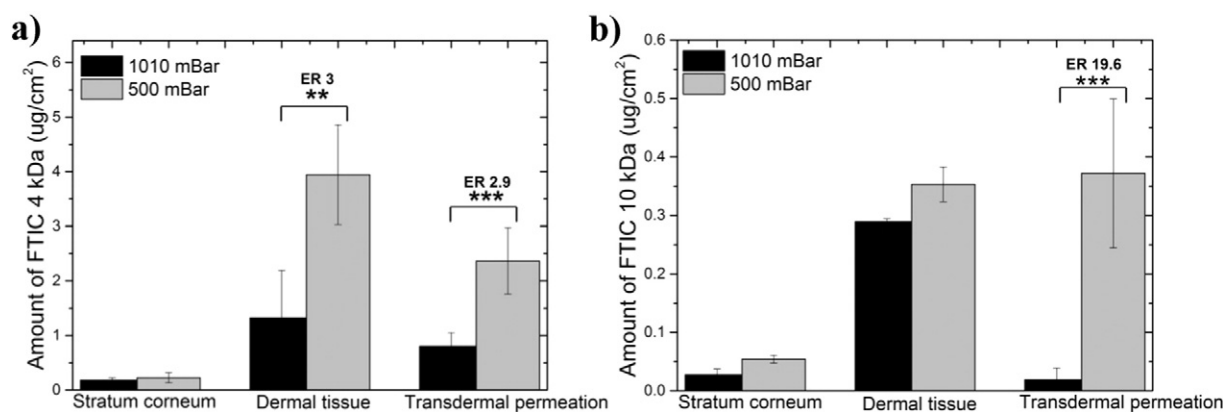 a)
Amount of FTIC 4 kDa (ug/cm²)
6
5
4
3
2
1
0
1010 mBar
500 mBar
ER 3
**
ER 2.9
***
Stratum corneum
Dermal tissue
Transdermal permeation
b)
Amount of FTIC 10 kDa (ug/cm²)
0.6
0.5
0.4
0.3
0.2
0.1
0.0
1010 mBar
500 mBar
ER 19.6
***
Stratum corneum
Dermal tissue
Transdermal permeation